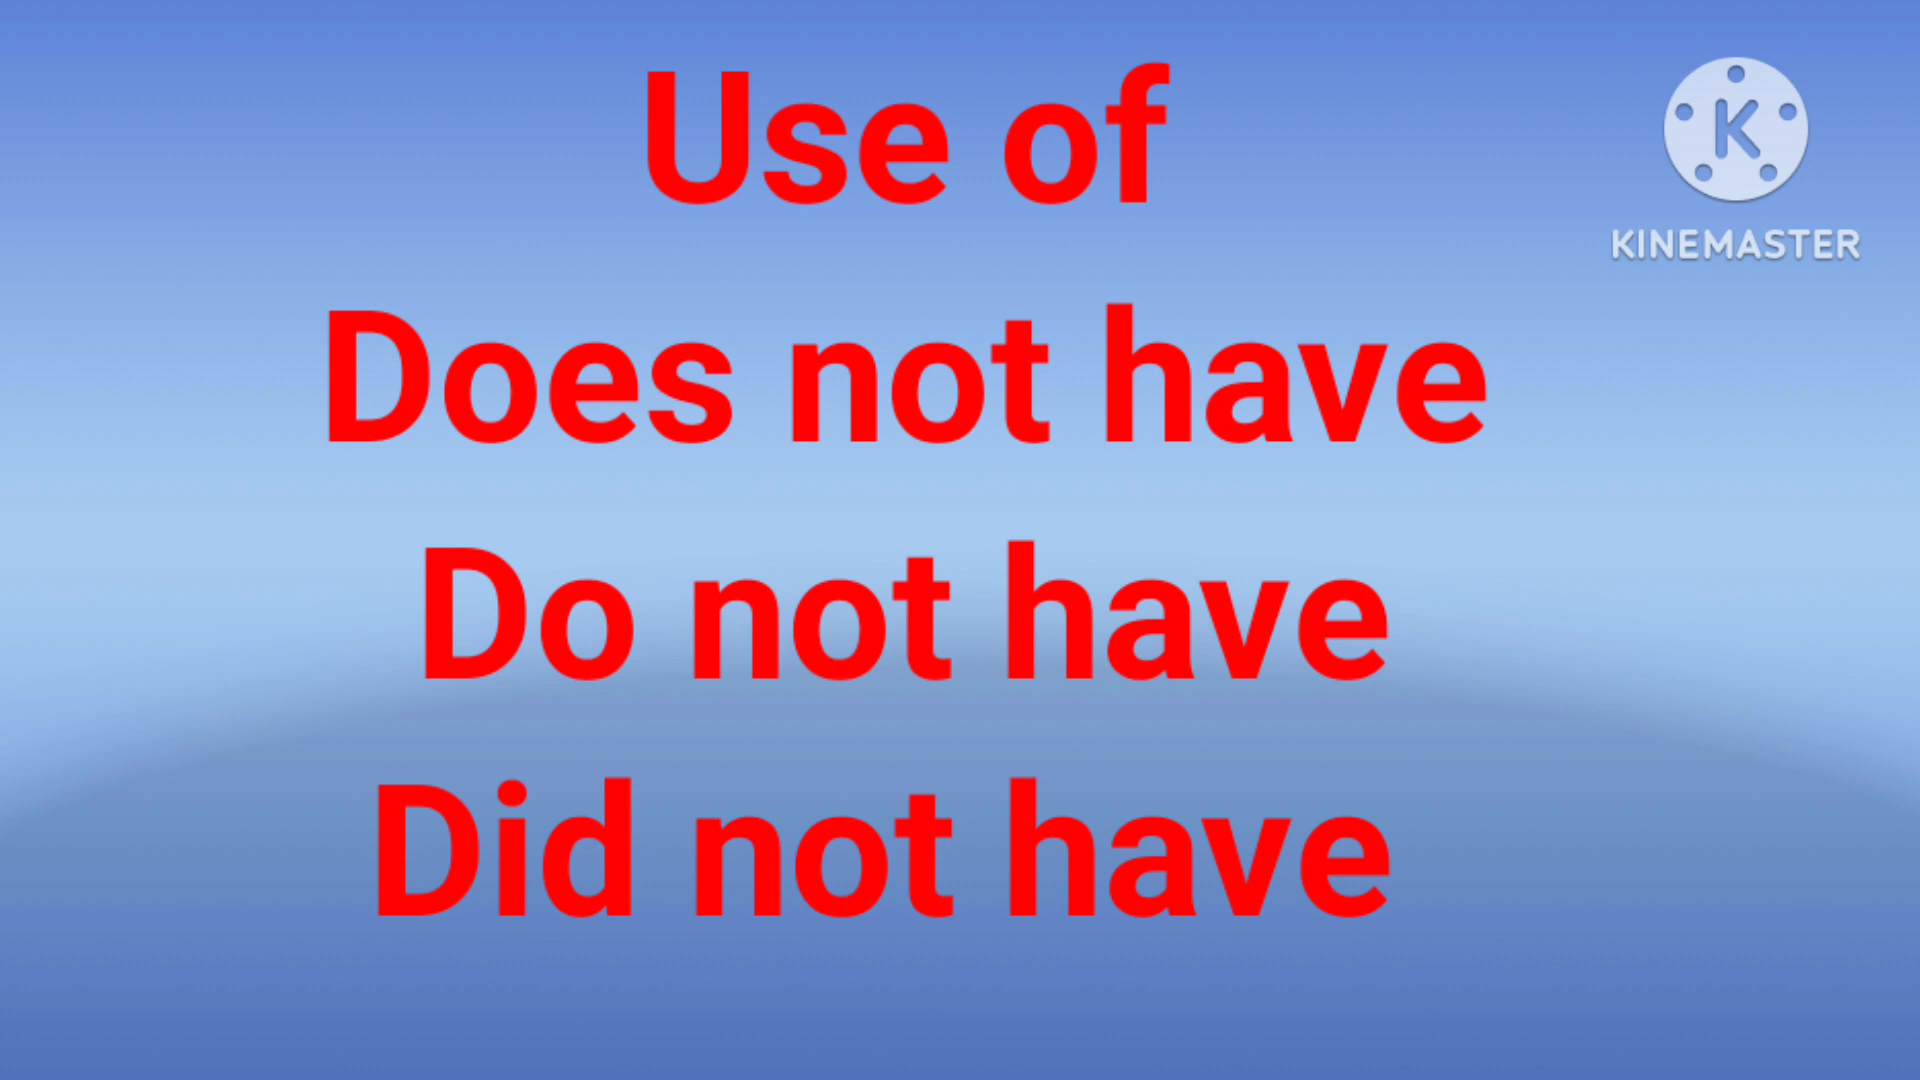 Use of
K
KINEMASTER
Does not have
Do not have
Did not have